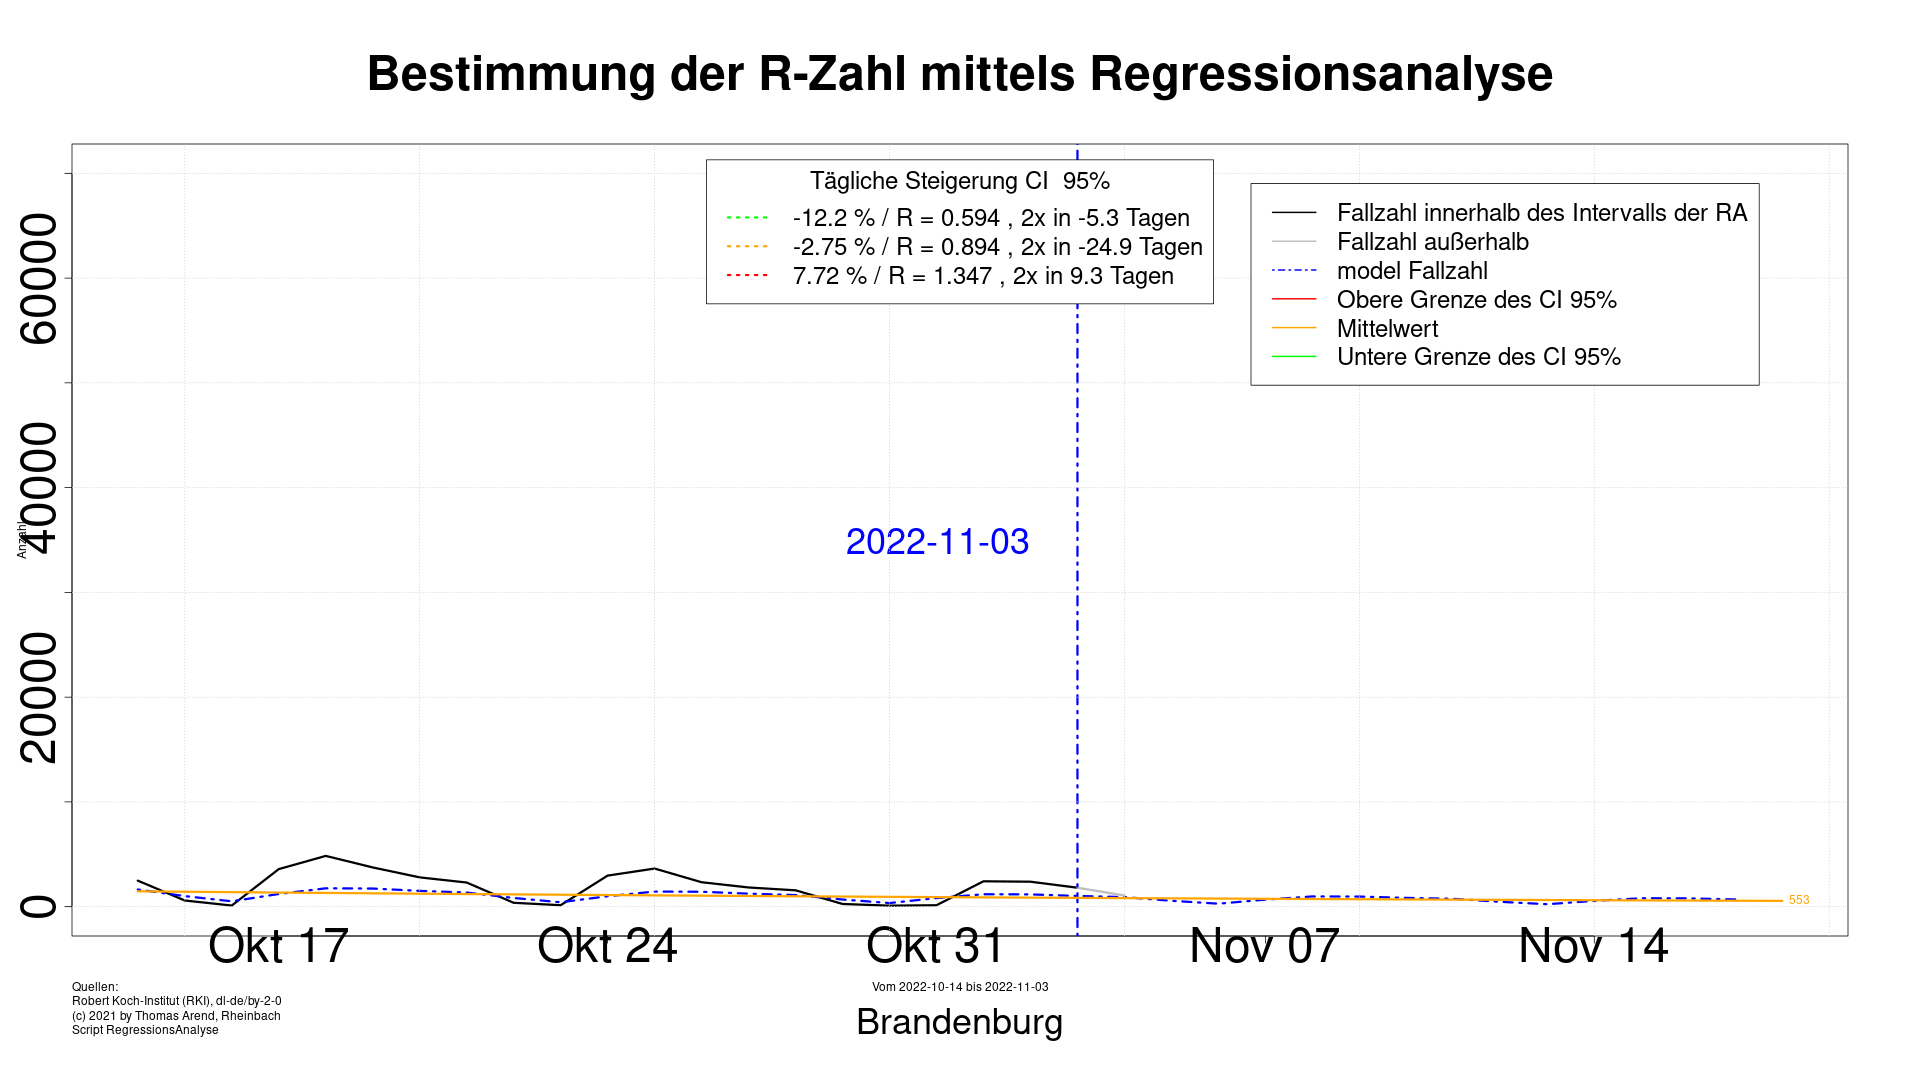 Bestimmung der R-Zahl mittels Regressionsanalyse
Tägliche Steigerung CI  95%
-12.2 % / R = 0.594 , 2x in -5.3 Tagen
-2.75 % / R = 0.894 , 2x in -24.9 Tagen
7.72 % / R = 1.347 , 2x in 9.3 Tagen
Fallzahl innerhalb des Intervalls der RA
Fallzahl außerhalb
model Fallzahl
Obere Grenze des CI 95%
Mittelwert
Untere Grenze des CI 95%
60000
40000
20000
0
Anzahl
2022-11-03
553
Okt 17
Okt 24
Okt 31
Nov 07
Nov 14
Quellen:
Robert Koch-Institut (RKI), dl-de/by-2-0
(c) 2021 by Thomas Arend, Rheinbach
Script RegressionsAnalyse
Vom 2022-10-14 bis 2022-11-03
Brandenburg